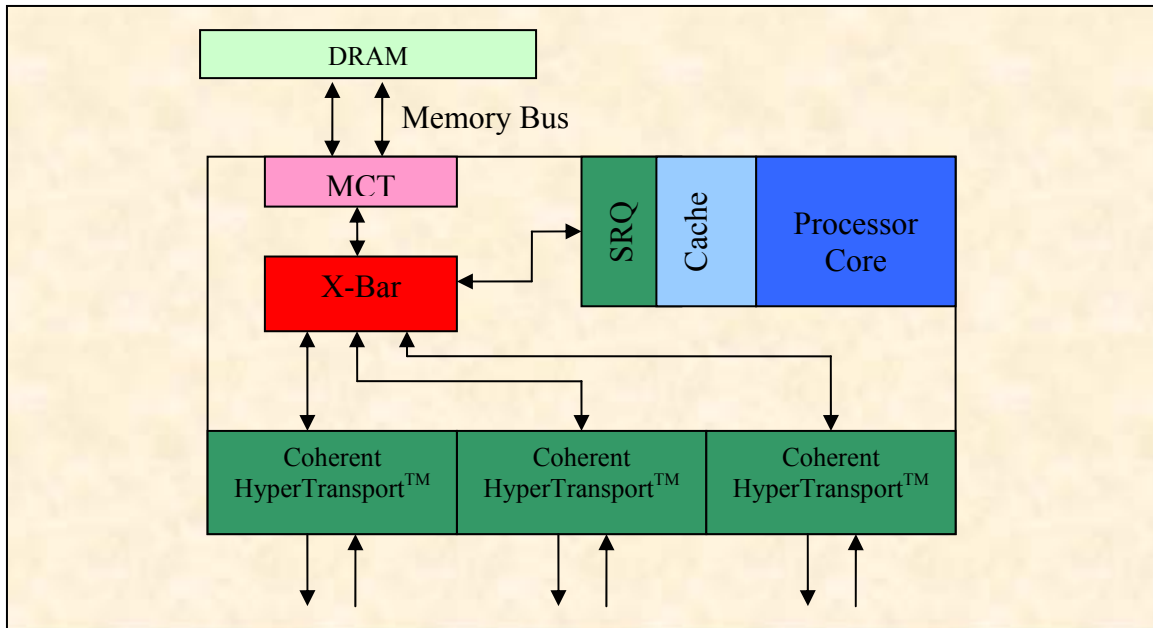 DRAM
Memory Bus
MCT
SRQ
Cache
Processor
Core
X-Bar
Coherent
HyperTransport™
Coherent
HyperTransport™
Coherent
HyperTransport™